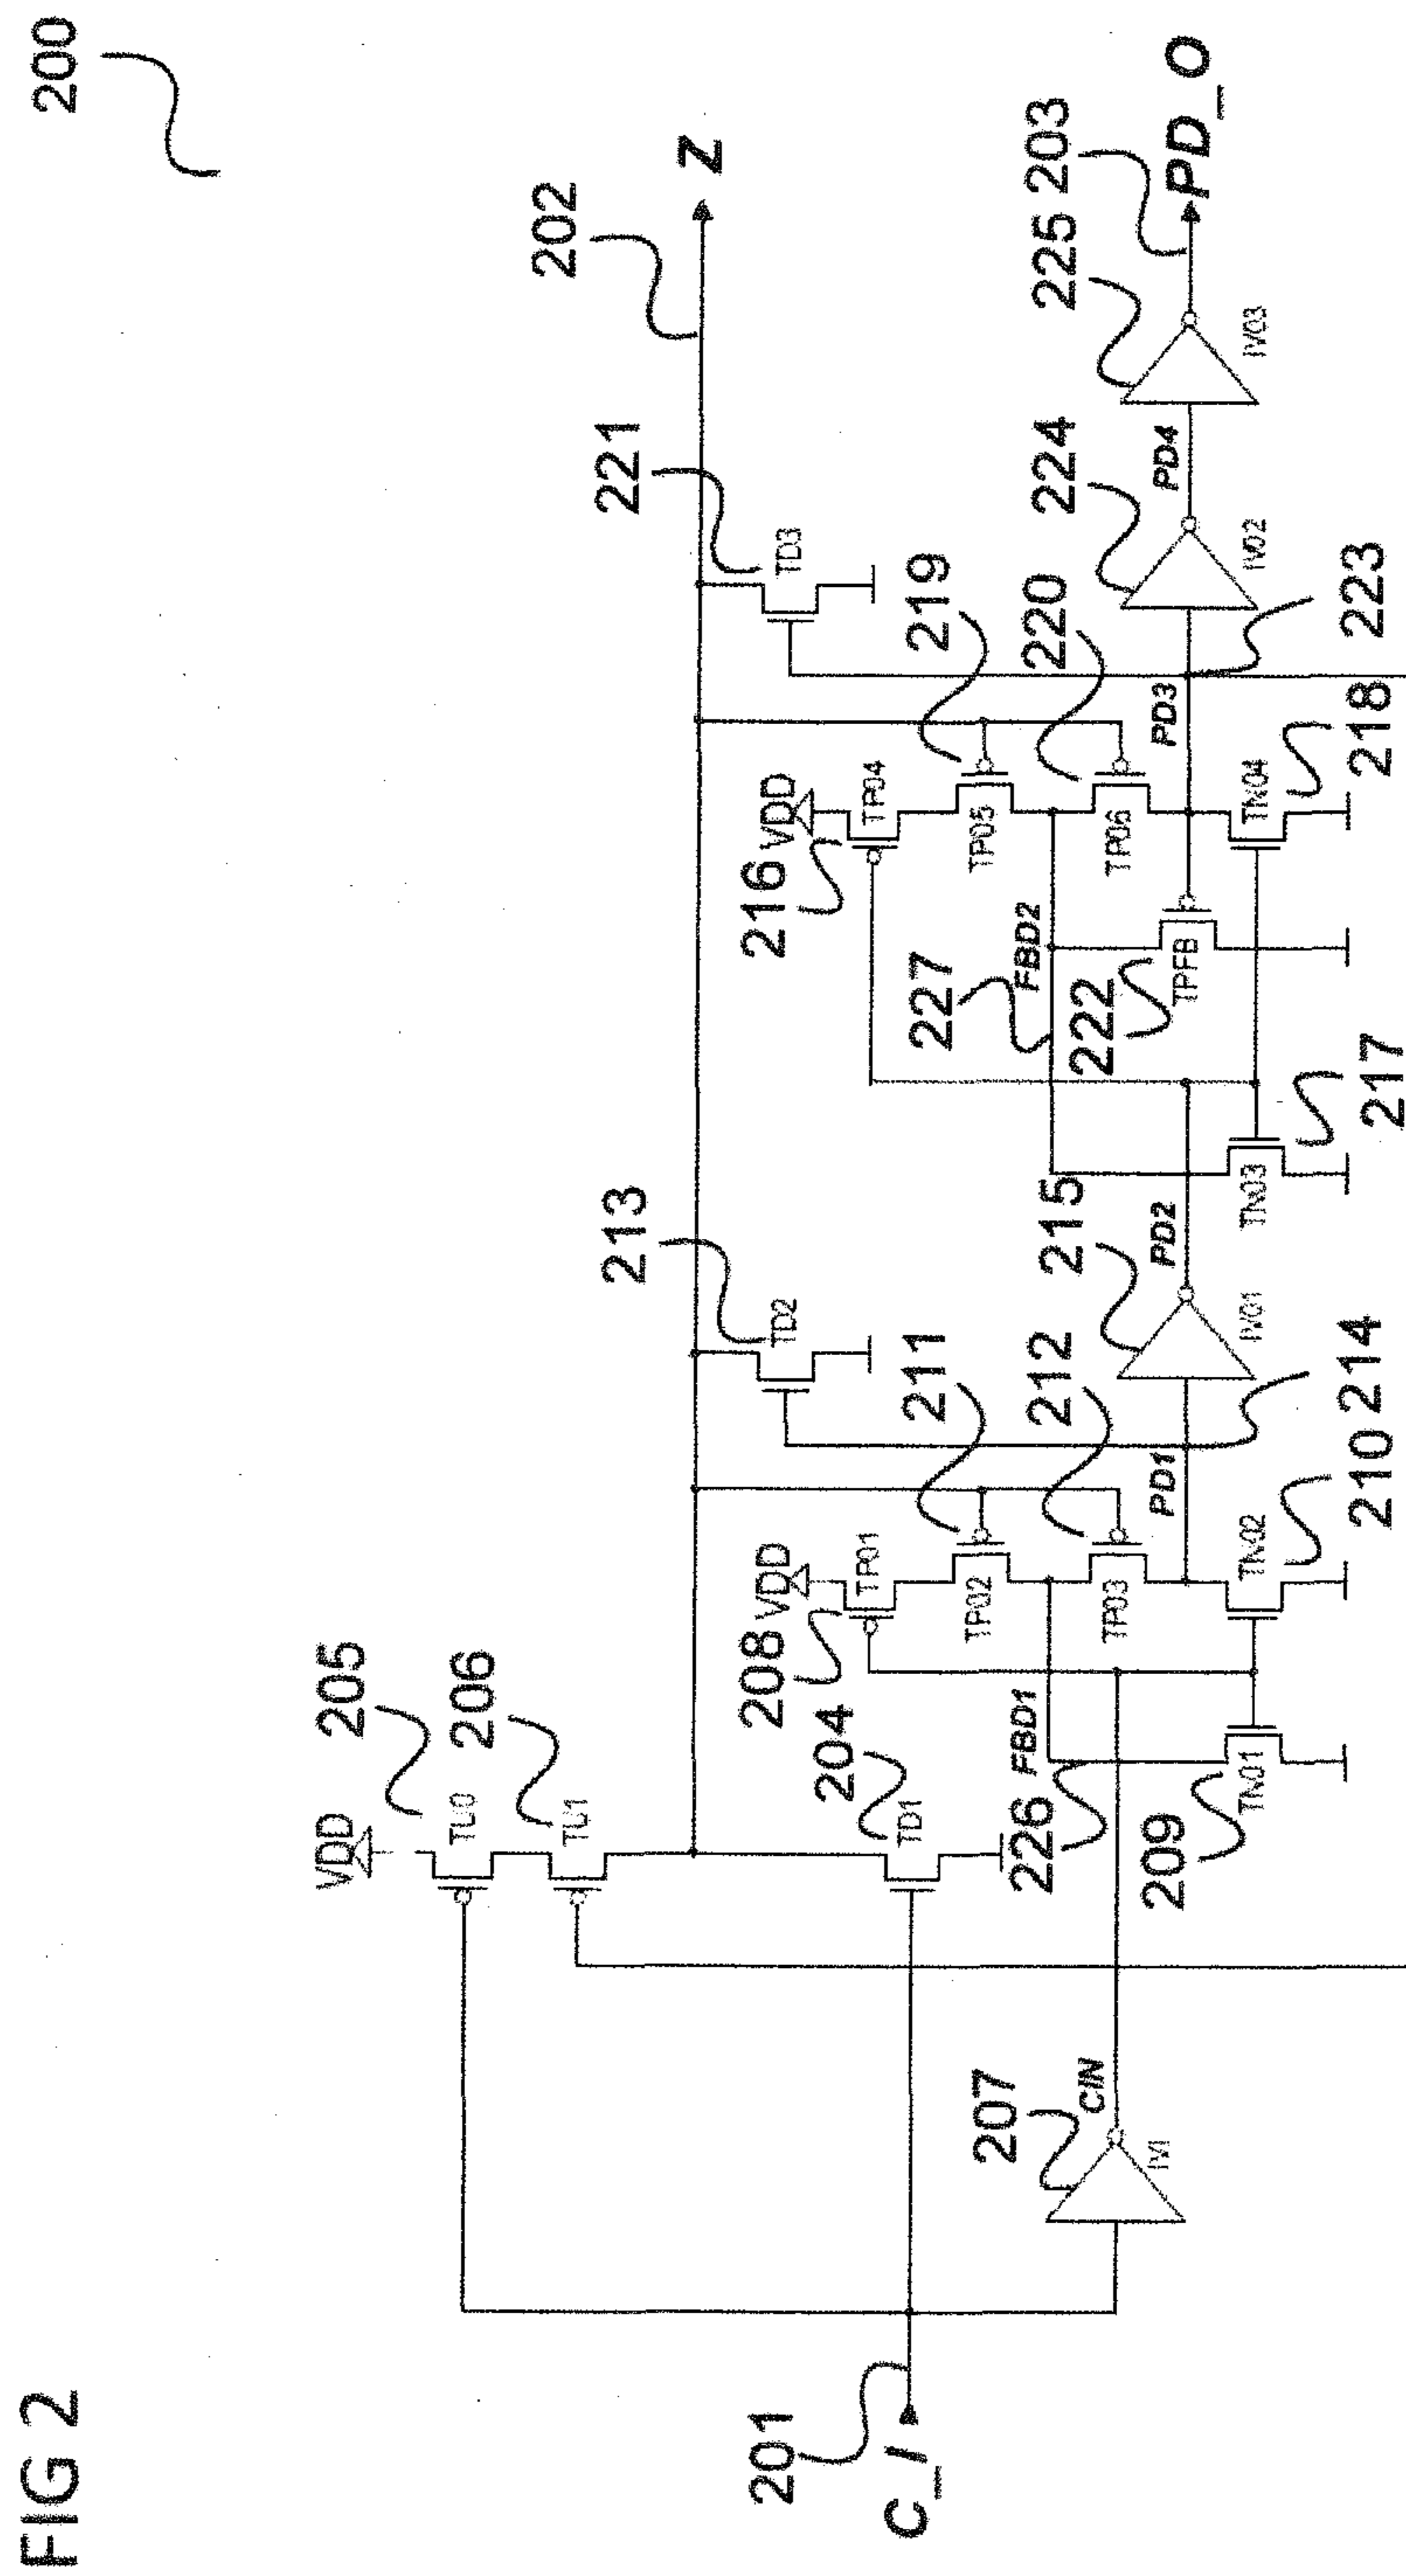 FIG 2
200
C_I
201
207
CIN
IVI
VDD
205
TU0
206
TU1
204
TD1
226
FBD1
209
TN01
208
VDD
TP01
211
TP02
212
TP03
PD1
210
TN02
214
213
TD2
215
IV01
PD2
217
TN03
227
FBD2
222
TPFB
216
VDD
TP04
219
TP05
220
TP06
PD3
218
TN04
223
221
TD3
224
IV02
PD4
225
IV03
202
Z
203
PD_O